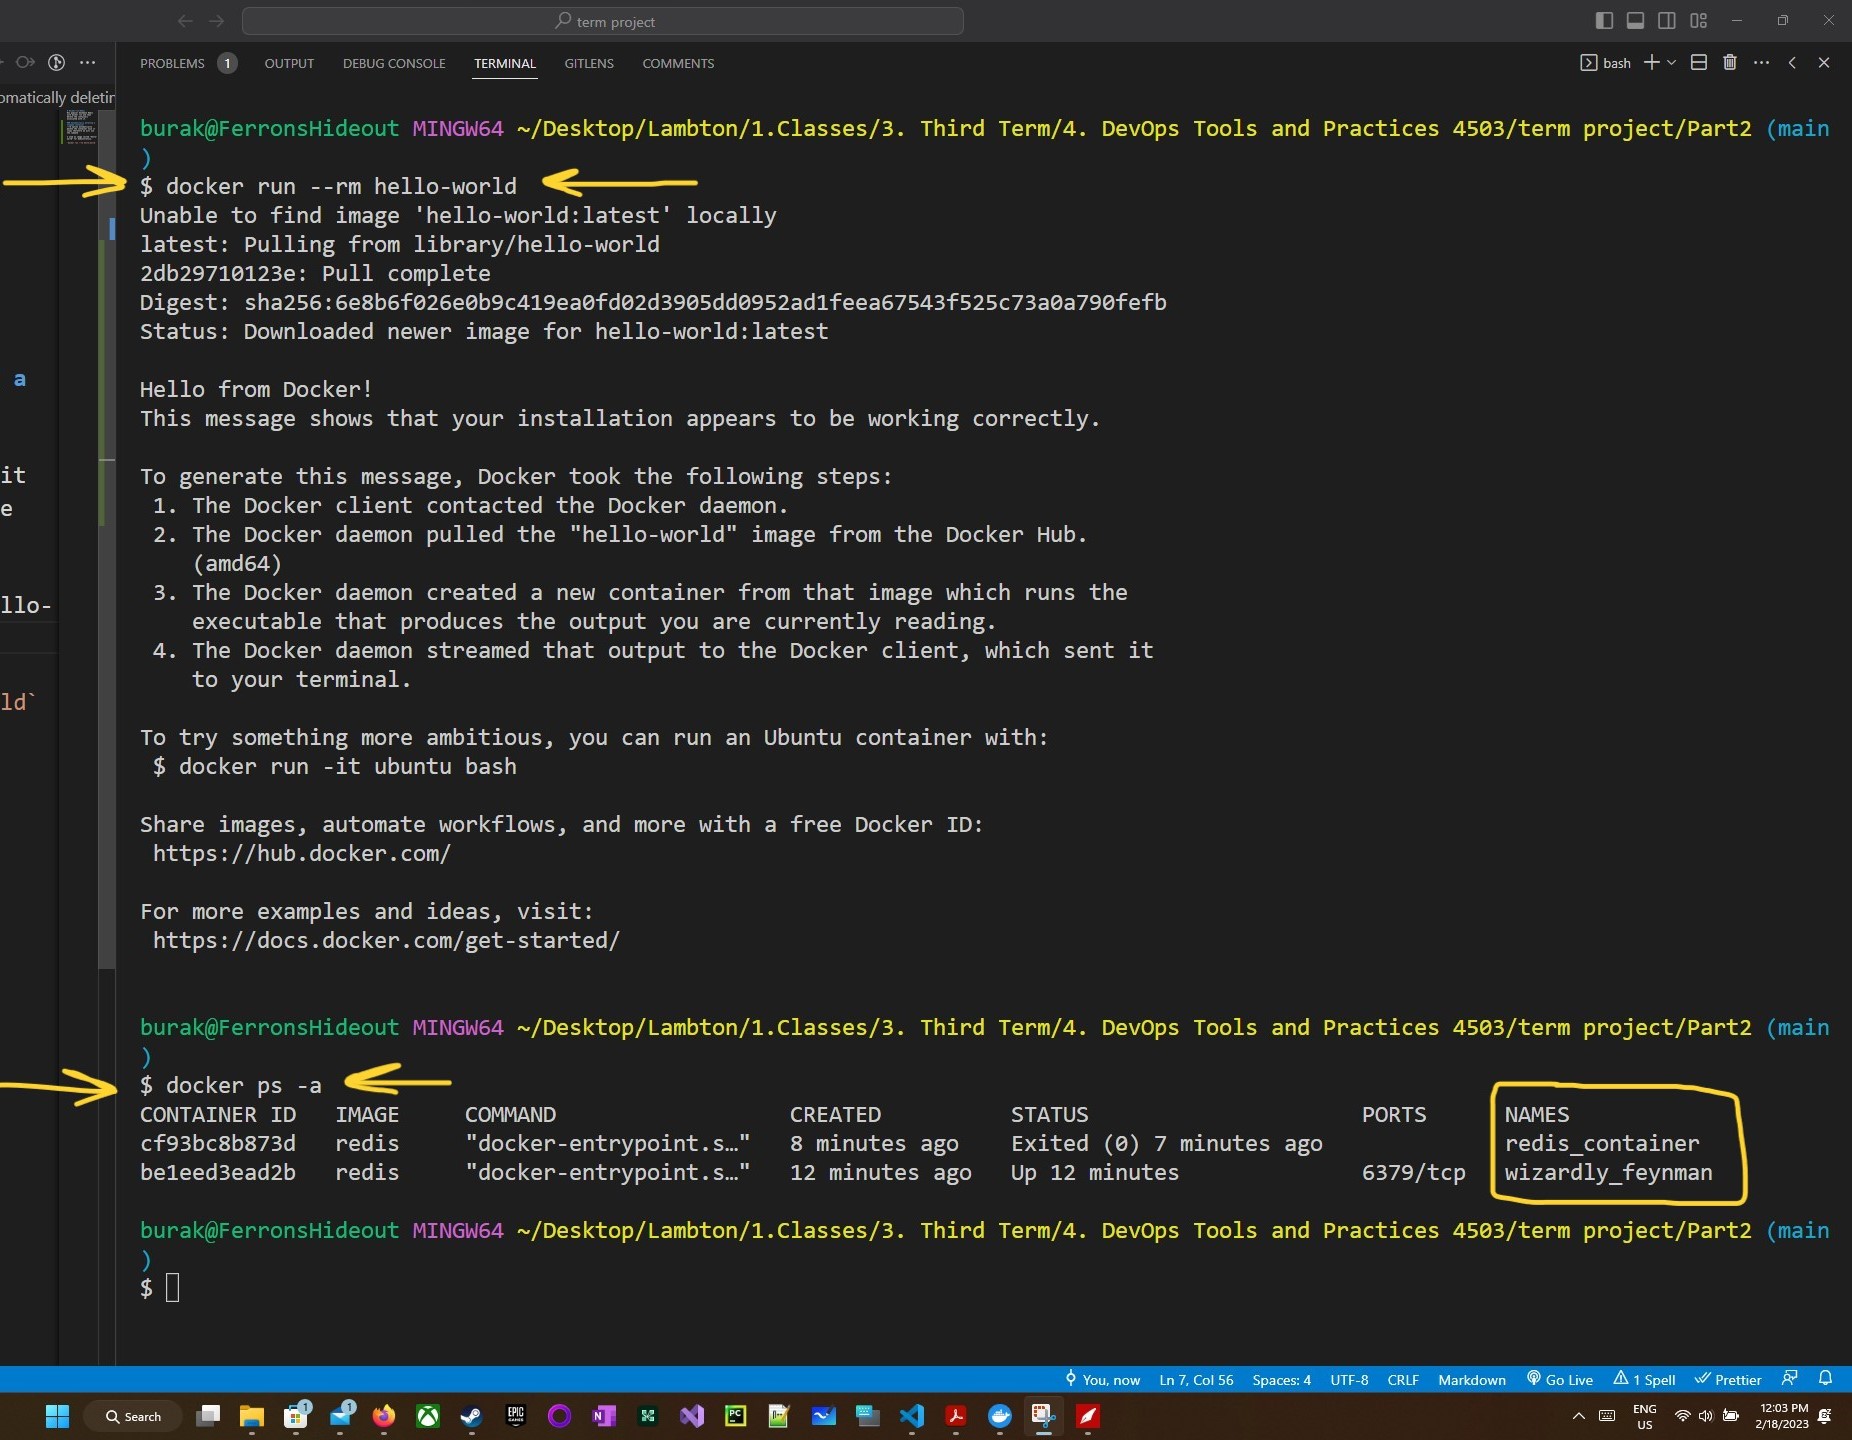 term project
PROBLEMS 1 OUTPUT DEBUG CONSOLE TERMINAL GITLENS COMMENTS bash
omatically deletin
burak@FerronsHideout MINGW64 ~/Desktop/Lambton/1.Classes/3. Third Term/4. DevOps Tools and Practices 4503/term project/Part2 (main
)
$ docker run --rm hello-world
Unable to find image 'hello-world:latest' locally
latest: Pulling from library/hello-world
2db29710123e: Pull complete
Digest: sha256:6e8b6f026e0b9c419ea0fd02d3905dd0952ad1feea67543f525c73a0a790fefb
Status: Downloaded newer image for hello-world:latest
Hello from Docker!
a
This message shows that your installation appears to be working correctly.
To generate this message, Docker took the following steps:
it
1. The Docker client contacted the Docker daemon.
e
2. The Docker daemon pulled the "hello-world" image from the Docker Hub.
(amd64)
3. The Docker daemon created a new container from that image which runs the
llo-
executable that produces the output you are currently reading.
4. The Docker daemon streamed that output to the Docker client, which sent it
to your terminal.
ld`
To try something more ambitious, you can run an Ubuntu container with:
$ docker run -it ubuntu bash
Share images, automate workflows, and more with a free Docker ID:
https://hub.docker.com/
For more examples and ideas, visit:
https://docs.docker.com/get-started/
burak@FerronsHideout MINGW64 ~/Desktop/Lambton/1.Classes/3. Third Term/4. DevOps Tools and Practices 4503/term project/Part2 (main
)
$ docker ps -a
CONTAINER ID IMAGE COMMAND CREATED STATUS PORTS NAMES
cf93bc8b873d redis "docker-entrypoint.s…" 8 minutes ago Exited (0) 7 minutes ago redis_container
be1eed3ead2b redis "docker-entrypoint.s…" 12 minutes ago Up 12 minutes 6379/tcp wizardly_feynman
burak@FerronsHideout MINGW64 ~/Desktop/Lambton/1.Classes/3. Third Term/4. DevOps Tools and Practices 4503/term project/Part2 (main
)
$
You, now Ln 7, Col 56 Spaces: 4 UTF-8 CRLF Markdown Go Live 1 Spell Prettier
Search 1 1 EPIC GAMES N PC ENG US 12:03 PM 2/18/2023